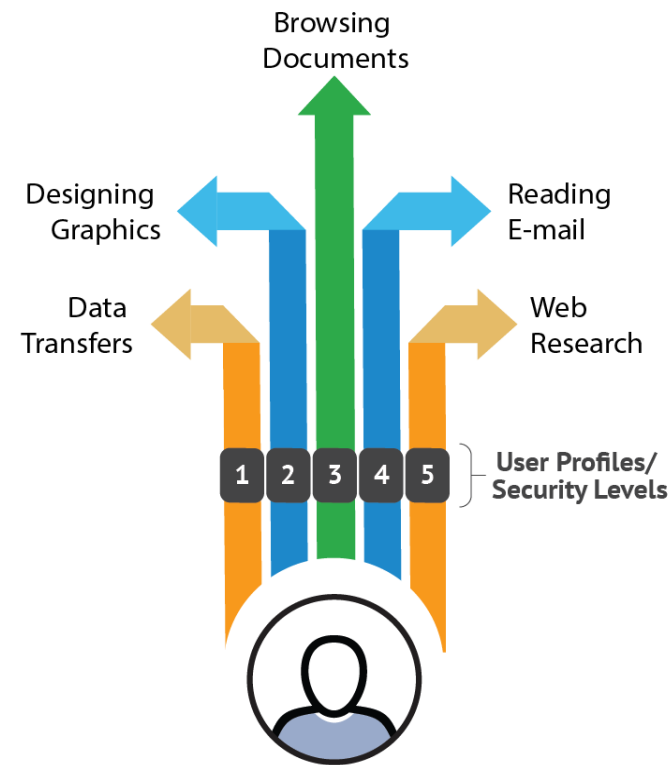 Browsing
Documents
Designing
Graphics
Reading
E-mail
Data
Transfers
Web
Research
1 2 3 4 5
User Profiles/
Security Levels